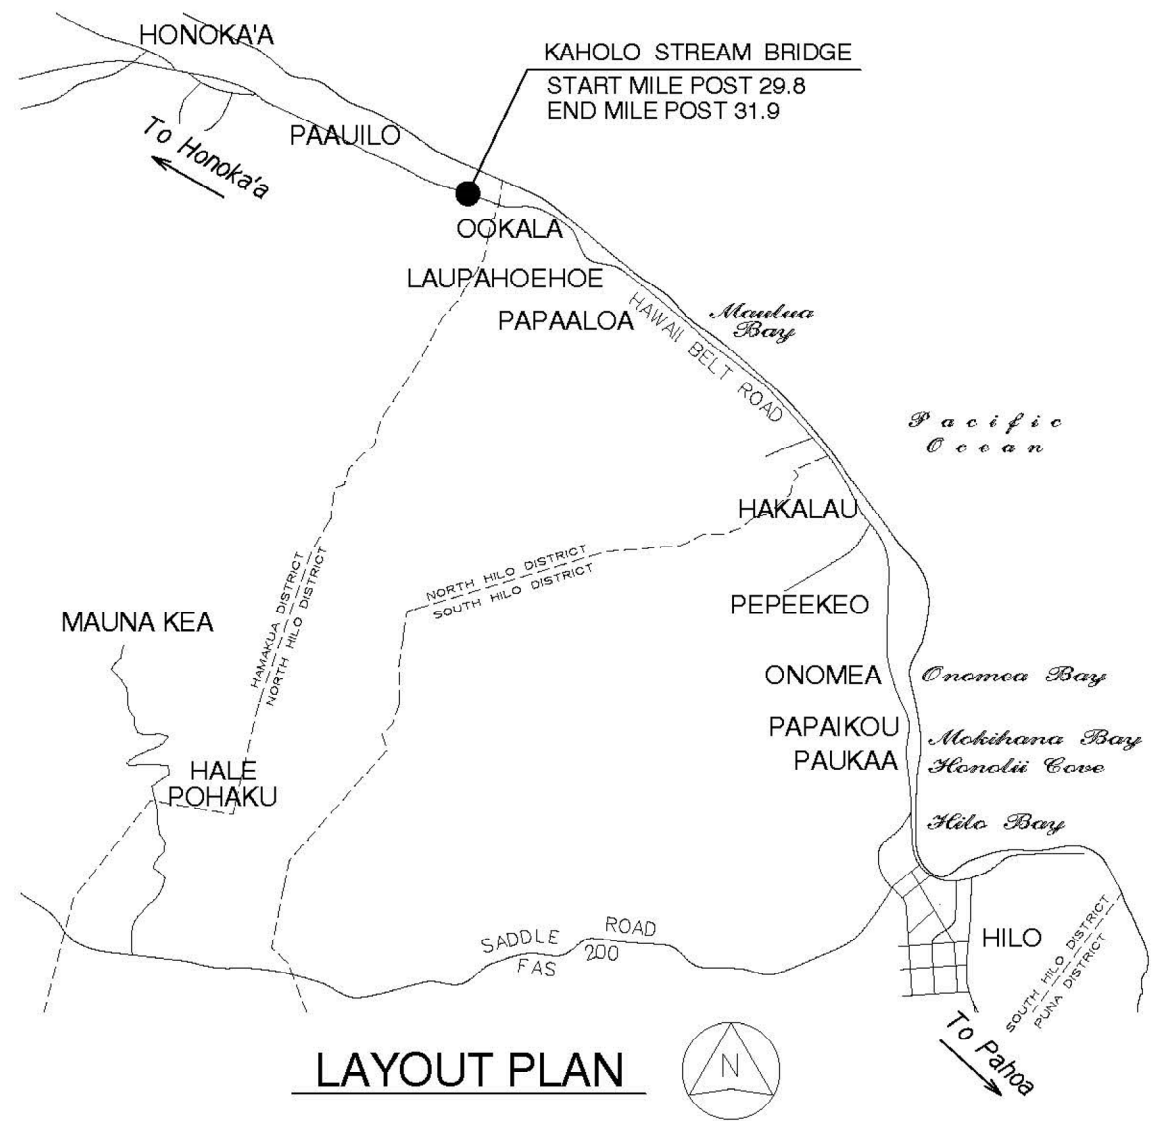 HONOKA'A
KAHOLO STREAM BRIDGE
START MILE POST 29.8
END MILE POST 31.9
To Honoka'a
PAAUILO
OOKALA
LAUPAHOEHOE
PAPAALOA
HAWAII BELT ROAD
Maulua
Bay
Pacific
Ocean
HAKALAU
NORTH HILO DISTRICT
SOUTH HILO DISTRICT
HAMAKUA DISTRICT
NORTH HILO DISTRICT
PEPEEKEO
MAUNA KEA
ONOMEA
Onomea Bay
PAPAIKOU
Mokihana Bay
PAUKAA
Honolii Cove
HALE
POHAKU
Hilo Bay
SADDLE ROAD
FAS 200
HILO
SOUTH HILO DISTRICT
PUNA DISTRICT
To Pahoa
LAYOUT PLAN
N